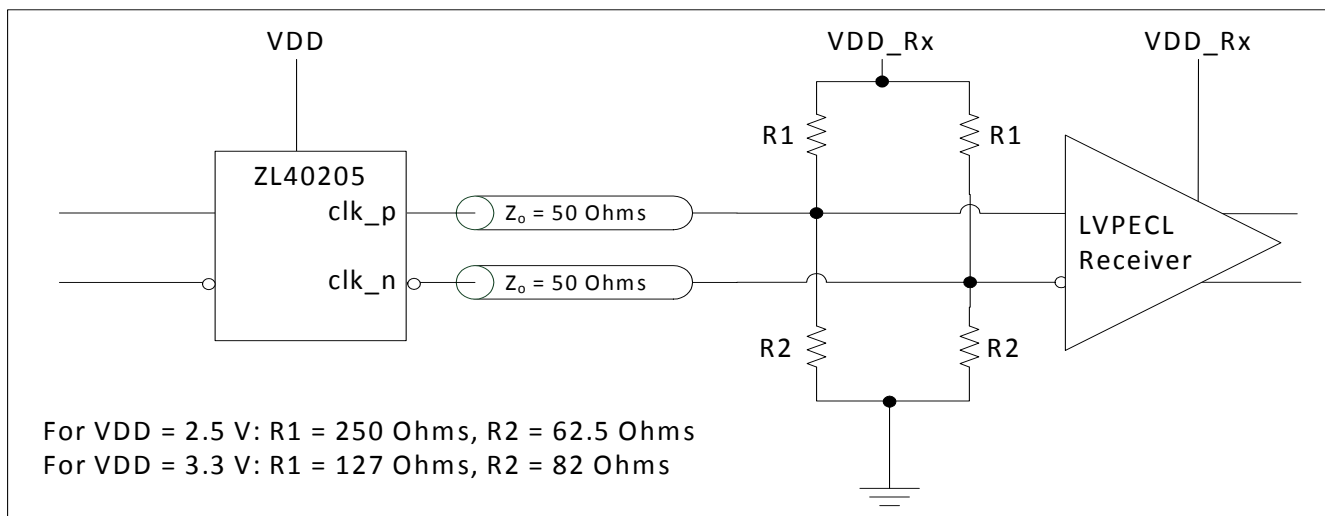 VDD
VDD_Rx
VDD_Rx
ZL40205
R1
R1
clk_p
Zo = 50 Ohms
LVPECL
Receiver
clk_n
Zo = 50 Ohms
R2
R2
For VDD = 2.5 V: R1 = 250 Ohms, R2 = 62.5 Ohms
For VDD = 3.3 V: R1 = 127 Ohms, R2 = 82 Ohms